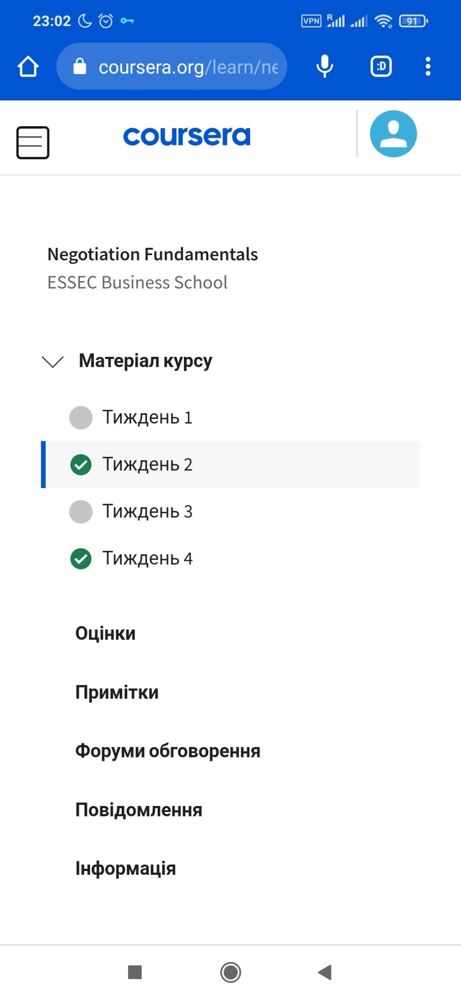 23:02 VPN R 91
coursera.org/learn/ne
:D
coursera
Negotiation Fundamentals
ESSEC Business School
Матеріал курсу
Тиждень 1
Тиждень 2
Тиждень 3
Тиждень 4
Оцінки
Примітки
Форуми обговорення
Повідомлення
Інформація